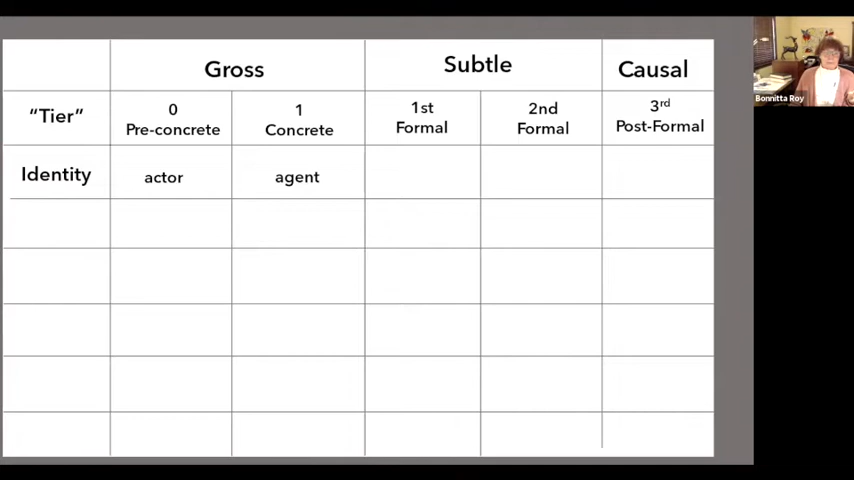 Gross Subtle Causal
"Tier" 0 1 1st 2nd 3rd
Pre-concrete Concrete Formal Formal Post-Formal
Identity actor agent
Bonnitta Roy